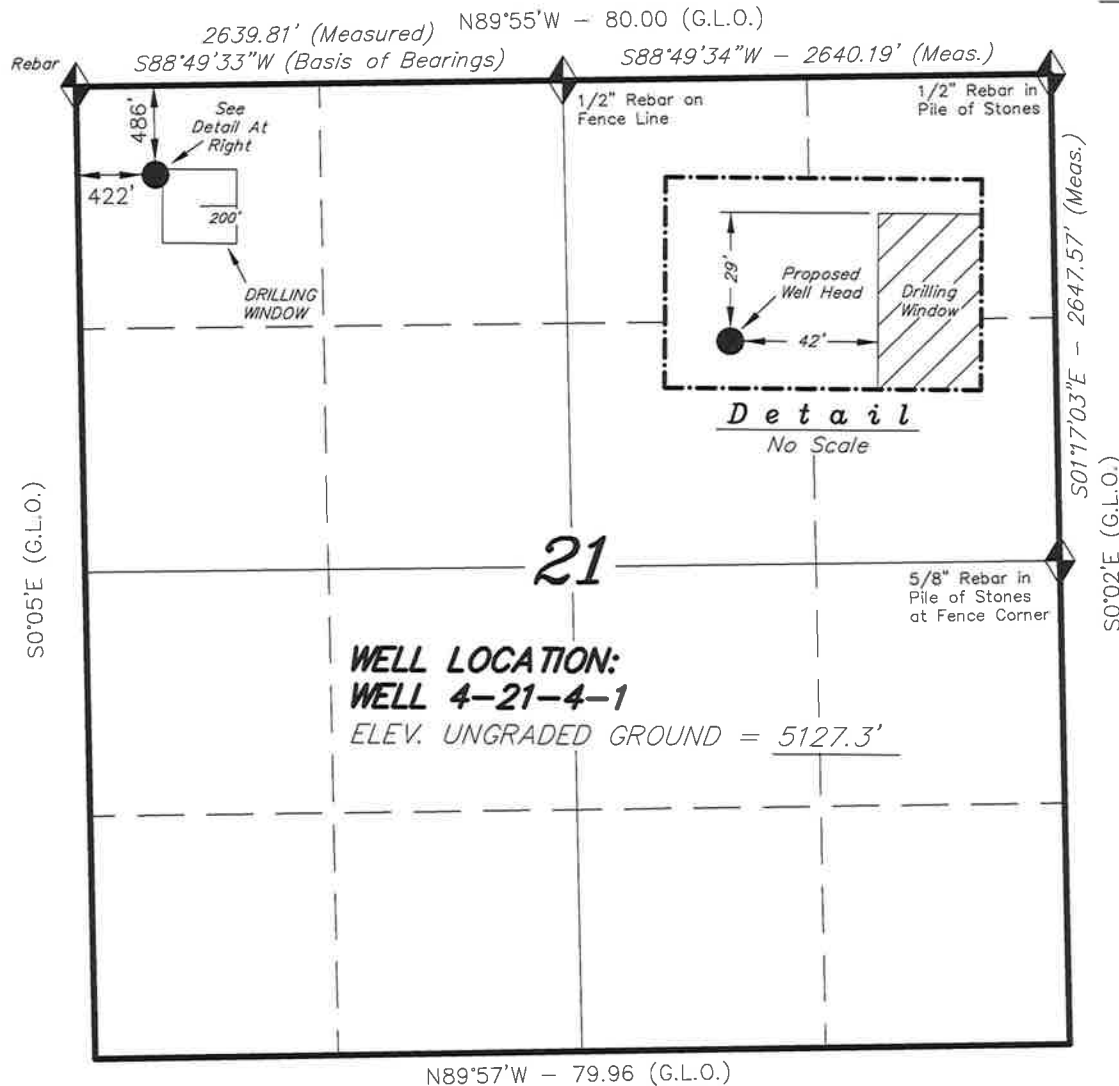 N89°55'W - 80.00 (G.L.O.)
2639.81' (Measured)
S88°49'33"W (Basis of Bearings)
S88°49'34"W - 2640.19' (Meas.)
Rebar
1/2" Rebar on
Fence Line
1/2" Rebar in
Pile of Stones
486'
See
Detail At
Right
422'
200'
DRILLING
WINDOW
29'
Proposed
Well Head
Drilling
Window
42'
Detail
No Scale
S01°17'03"E - 2647.57' (Meas.)
S0°05'E (G.L.O.)
S0°02'E (G.L.O.)
21
5/8" Rebar in
Pile of Stones
at Fence Corner
WELL LOCATION:
WELL 4-21-4-1
ELEV. UNGRADED GROUND = 5127.3'
N89°57'W - 79.96 (G.L.O.)